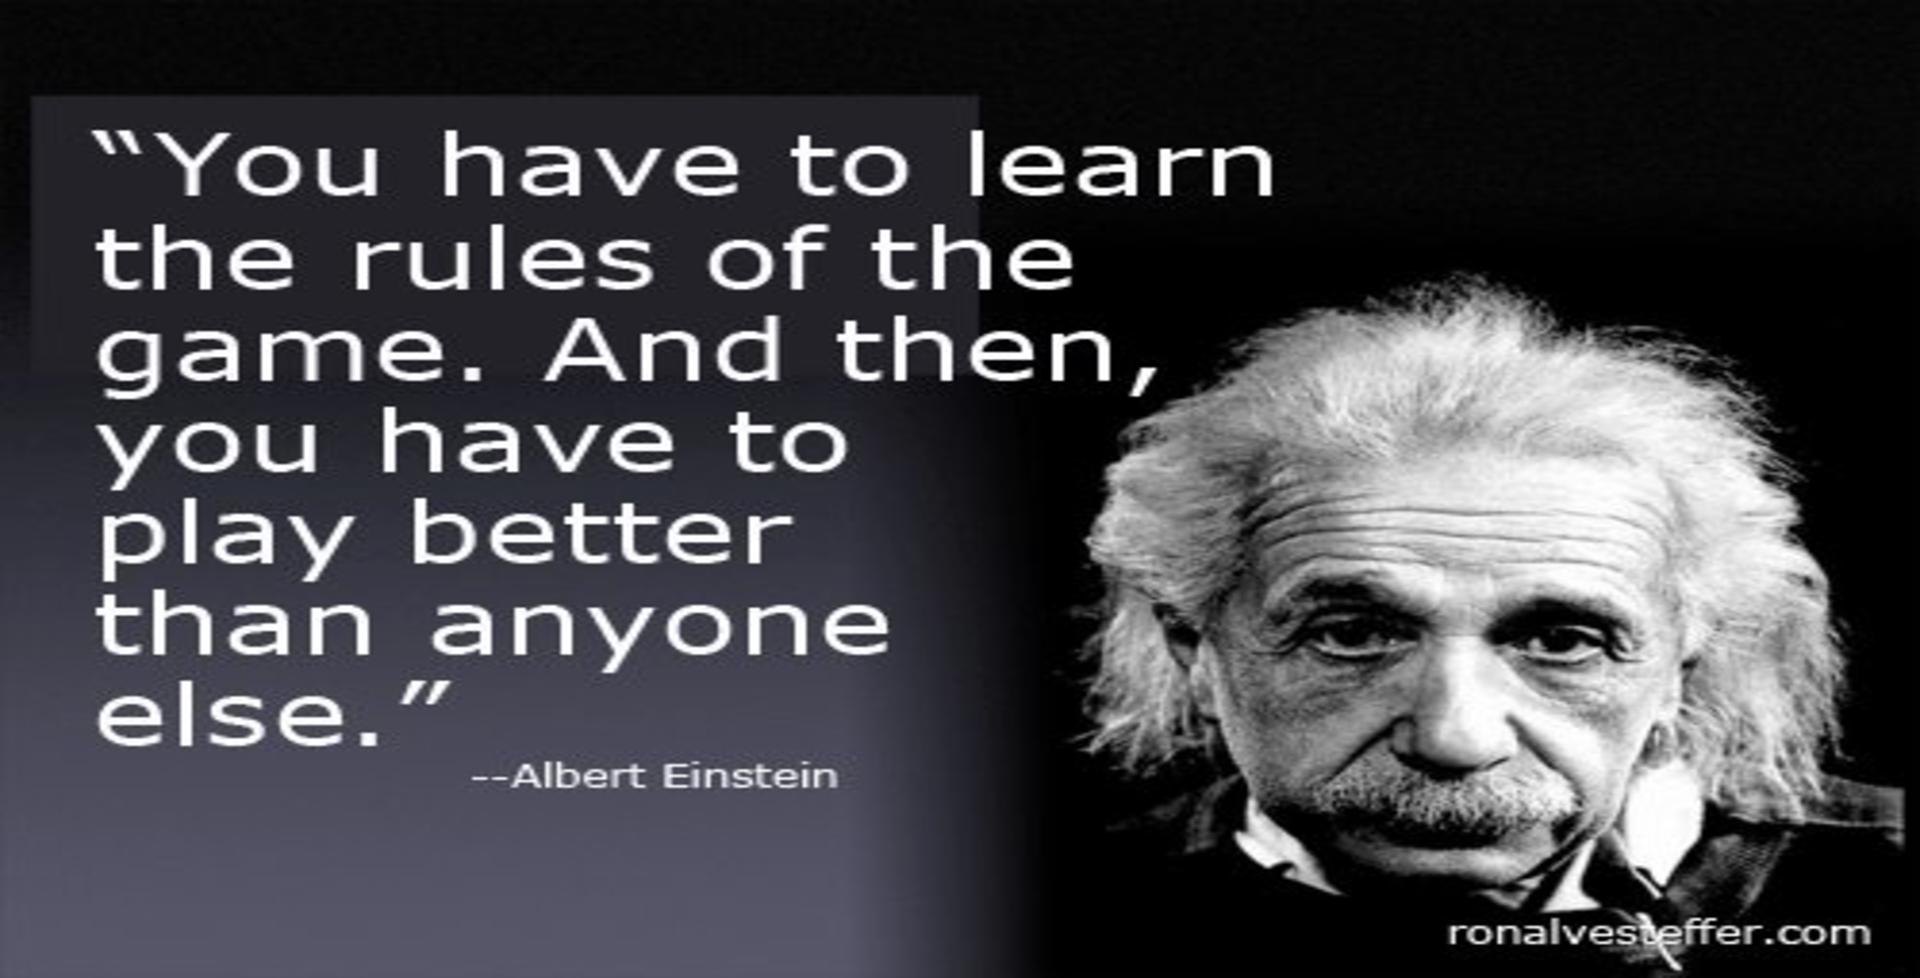 “You have to learn
the rules of the
game. And then,
you have to
play better
than anyone
else.”
--Albert Einstein
ronalvesteffer.com